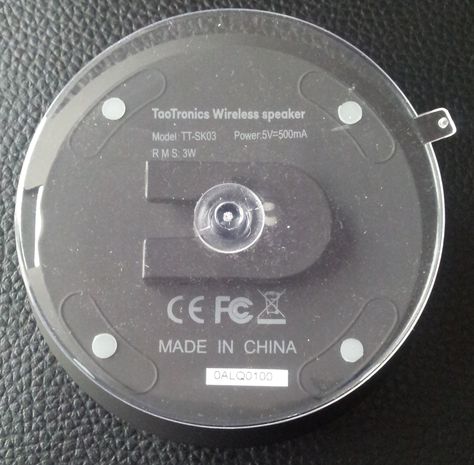 TaoTronics Wireless speaker
Model: TT-SK03 Power:5V=500mA
R M S: 3W
CE FC
MADE IN CHINA
0ALQ0100